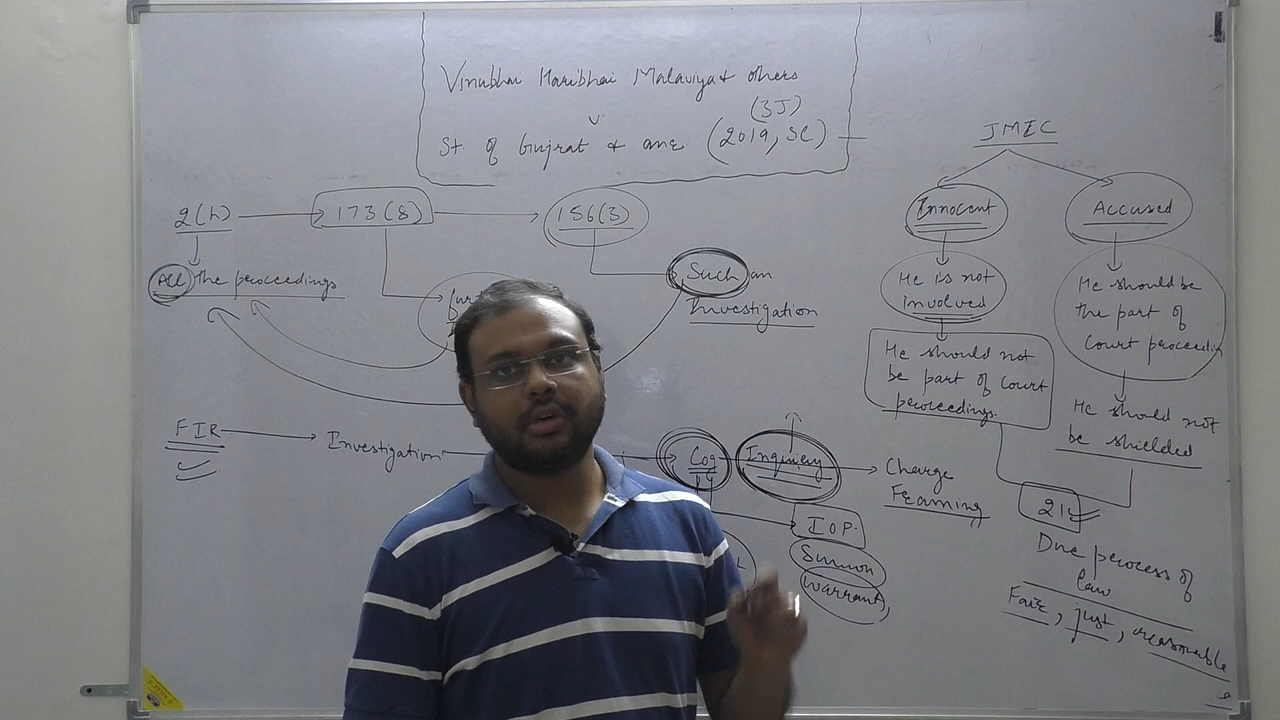 Vinubhai Haribhai Malaviya & others
(3J)
v.
St. of Gujrat & anr. (2019, SC)
2(h) 173(8) 156(3)
All the proceedings
Such an
Investigation
FIR Investigation Cog Inquiry Charge
Framing
19
I.O.P.
Summon
Warrant,
JMIC
Innocent Accused
He is not
involved
He should not
be part of Court
proceedings.
He should be
the part of
Court proceedin
He should not
be shielded
21
Due process of
law
Fair, just, reasonable